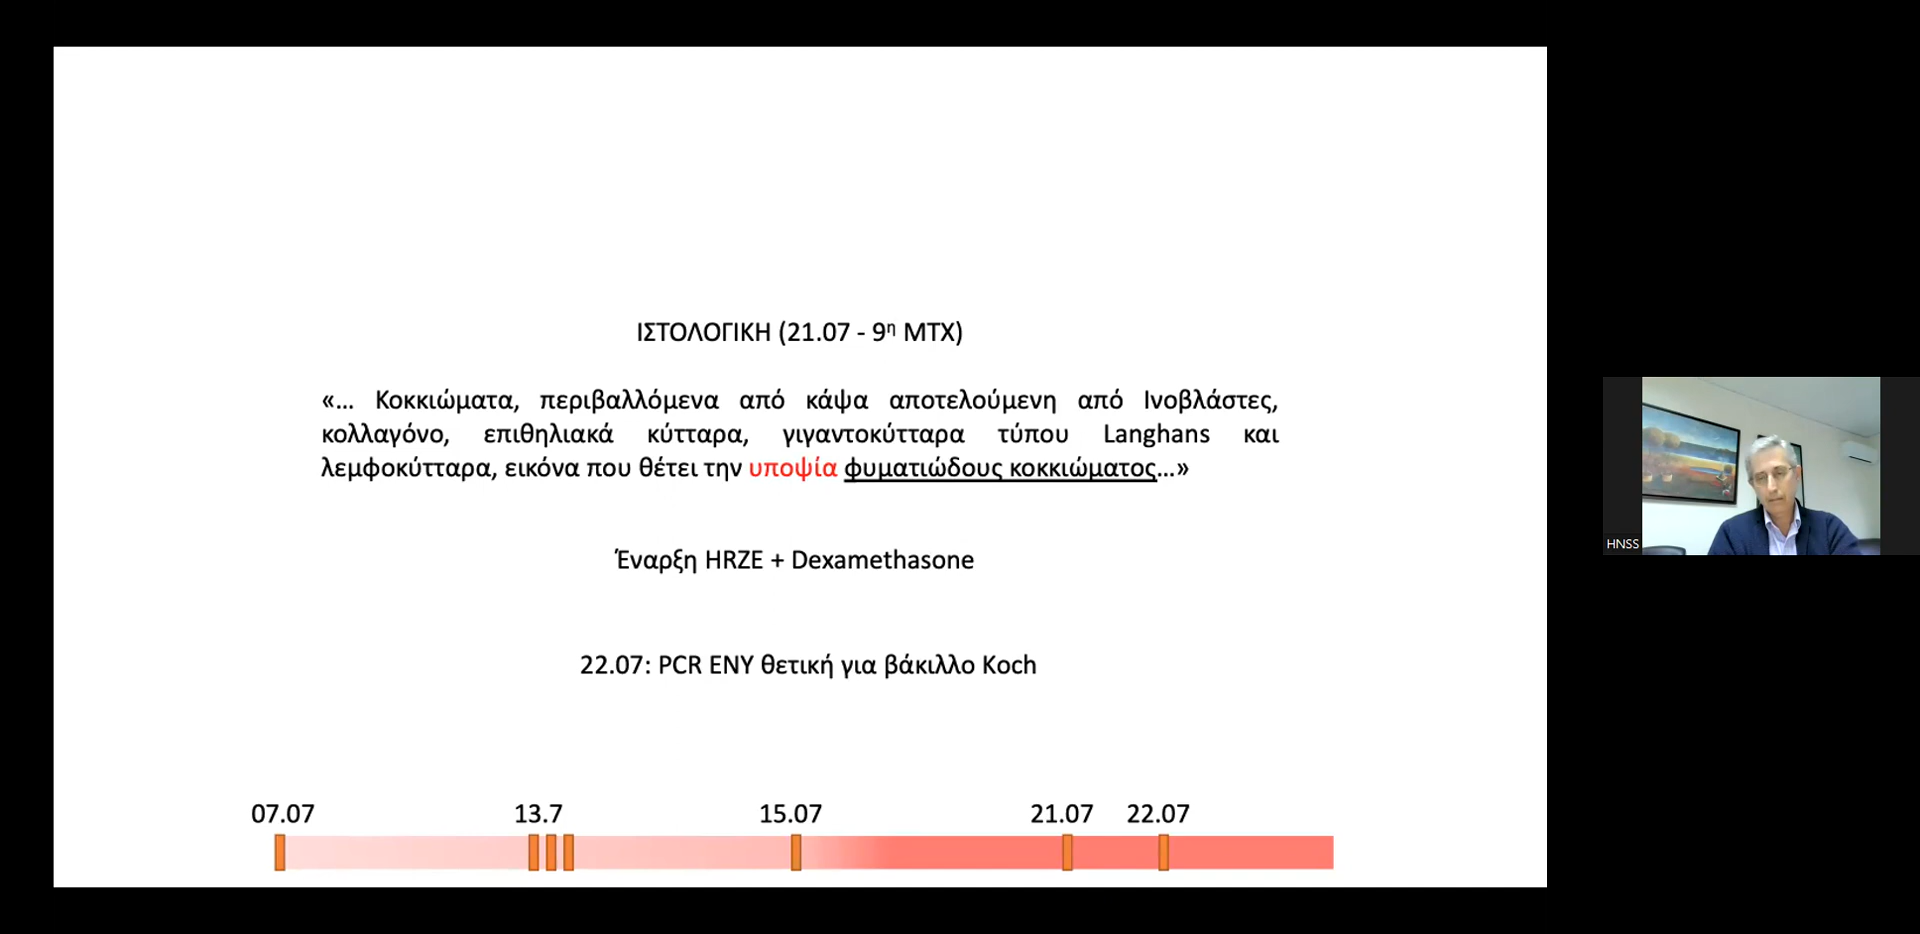 ΙΣΤΟΛΟΓΙΚΗ (21.07 - 9η ΜΤΧ)
«… Κοκκιώματα, περιβαλλόμενα από κάψα αποτελούμενη από Ινοβλάστες,
κολλαγόνο, επιθηλιακά κύτταρα, γιγαντοκύτταρα τύπου Langhans και
λεμφοκύτταρα, εικόνα που θέτει την υποψία φυματιώδους κοκκιώματος…»
Έναρξη HRZE + Dexamethasone
22.07: PCR ΕΝΥ θετική για βάκιλλο Koch
07.07 13.7 15.07 21.07 22.07
HNSS